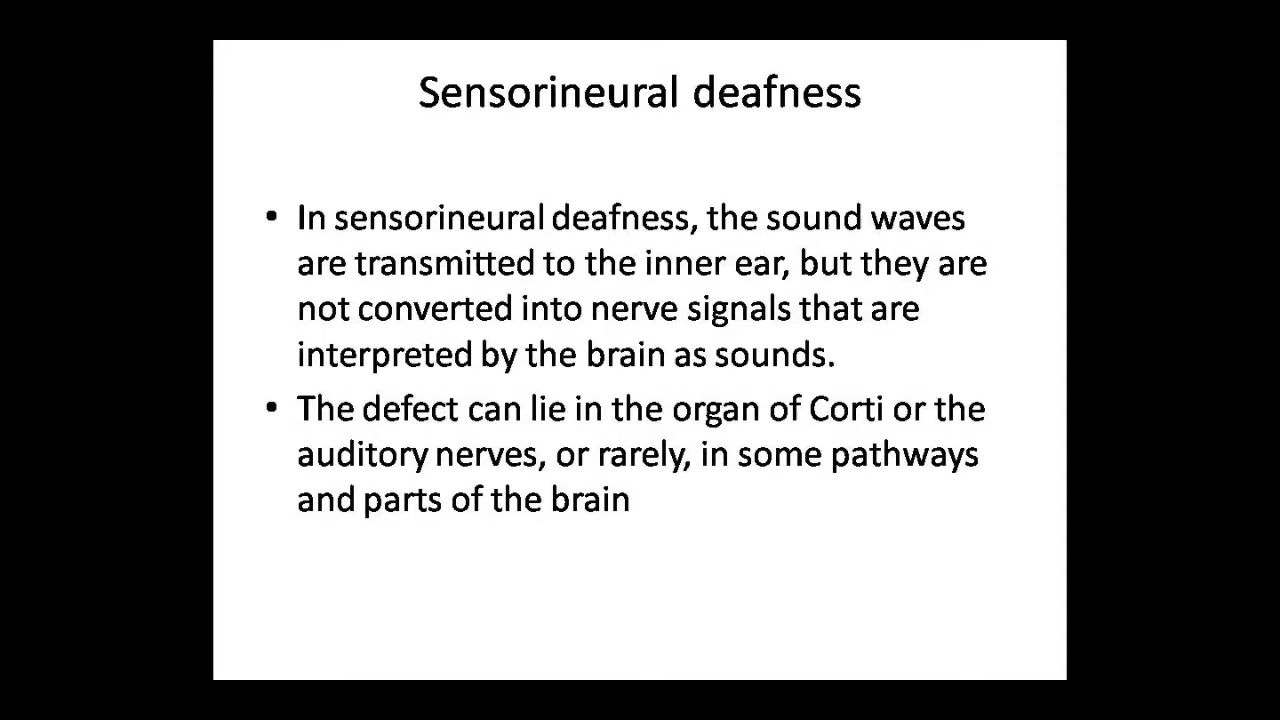 Sensorineural deafness
• In sensorineural deafness, the sound waves
are transmitted to the inner ear, but they are
not converted into nerve signals that are
interpreted by the brain as sounds.
• The defect can lie in the organ of Corti or the
auditory nerves, or rarely, in some pathways
and parts of the brain